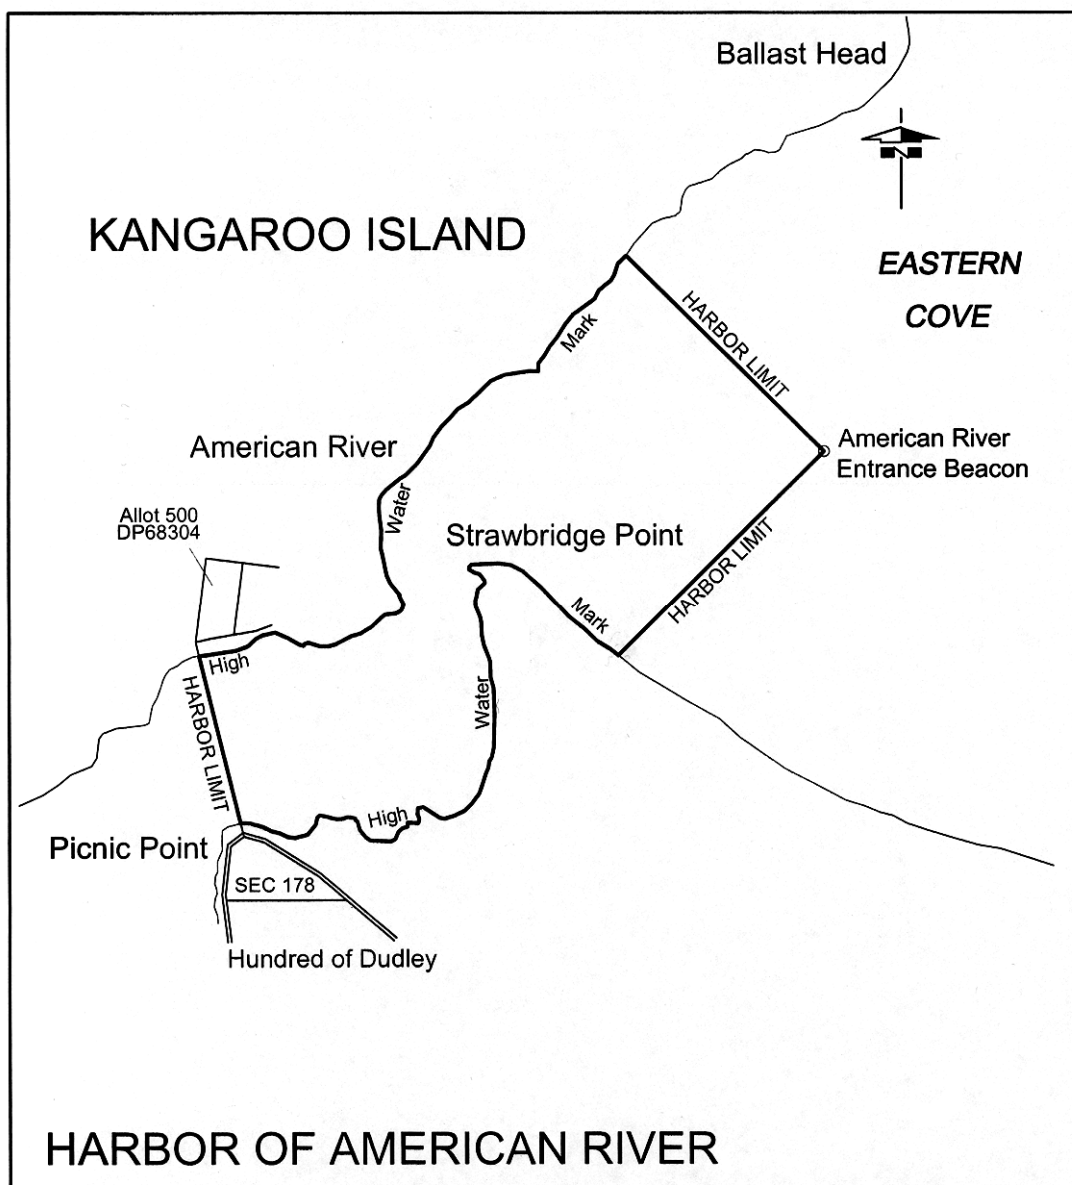 Ballast Head
N
KANGAROO ISLAND
EASTERN
COVE
HARBOR LIMIT
Mark
American River
Entrance Beacon
American River
Water
Allot 500
DP68304
Strawbridge Point
HARBOR LIMIT
Mark
High
HARBOR LIMIT
Water
High
Picnic Point
SEC 178
Hundred of Dudley
HARBOR OF AMERICAN RIVER